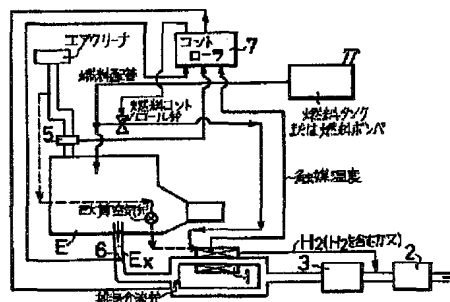 エアクリーナ
コント
ローラ
7
燃料配管
燃料コント
ロール弁
燃料タンク
または燃料ボンベ
5
触媒温度
E
6
Ex
H2(H2を含むガス)
3
2